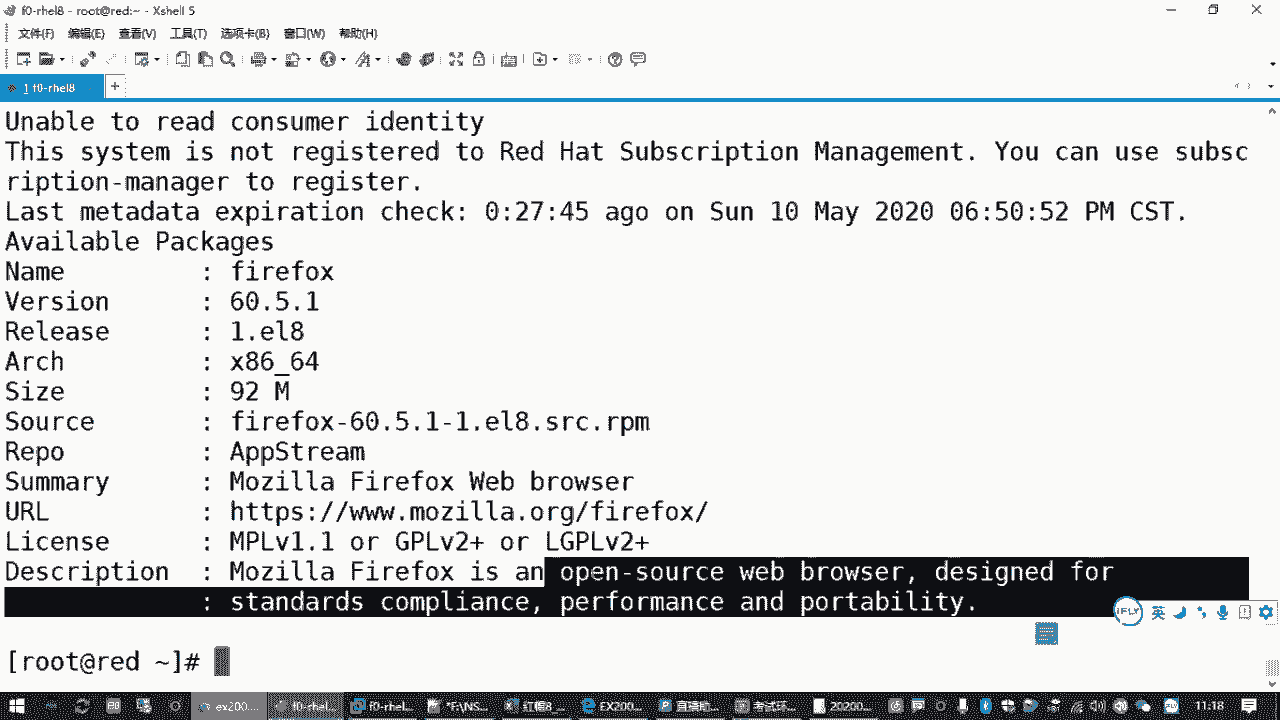 f0-rhel8 - root@red:~ - Xshell 5
文件(F) 编辑(E) 查看(V) 工具(T) 选项卡(B) 窗口(W) 帮助(H)
1 f0-rhel8 +
Unable to read consumer identity
This system is not registered to Red Hat Subscription Management. You can use subsc
ription-manager to register.
Last metadata expiration check: 0:27:45 ago on Sun 10 May 2020 06:50:52 PM CST.
Available Packages
Name : firefox
Version : 60.5.1
Release : 1.el8
Arch : x86_64
Size : 92 M
Source : firefox-60.5.1-1.el8.src.rpm
Repo : AppStream
Summary : Mozilla Firefox Web browser
URL : https://www.mozilla.org/firefox/
License : MPLv1.1 or GPLv2+ or LGPLv2+
Description : Mozilla Firefox is an open-source web browser, designed for
: standards compliance, performance and portability.
iFLY 英
[root@red ~]#
ex200.... f0-rhel... f0-rhel... "F:\NS... 红帽8_... EX200... 直播助... 考试环... 20200... 11:18